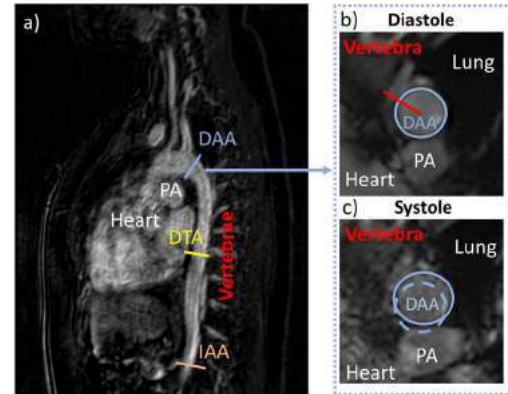 a)
DAA
PA
Heart
DTA
Vertebrae
IAA
b)
Diastole
Vertebra
Lung
DAA
PA
Heart
c)
Systole
Vertebra
Lung
DAA
PA
Heart